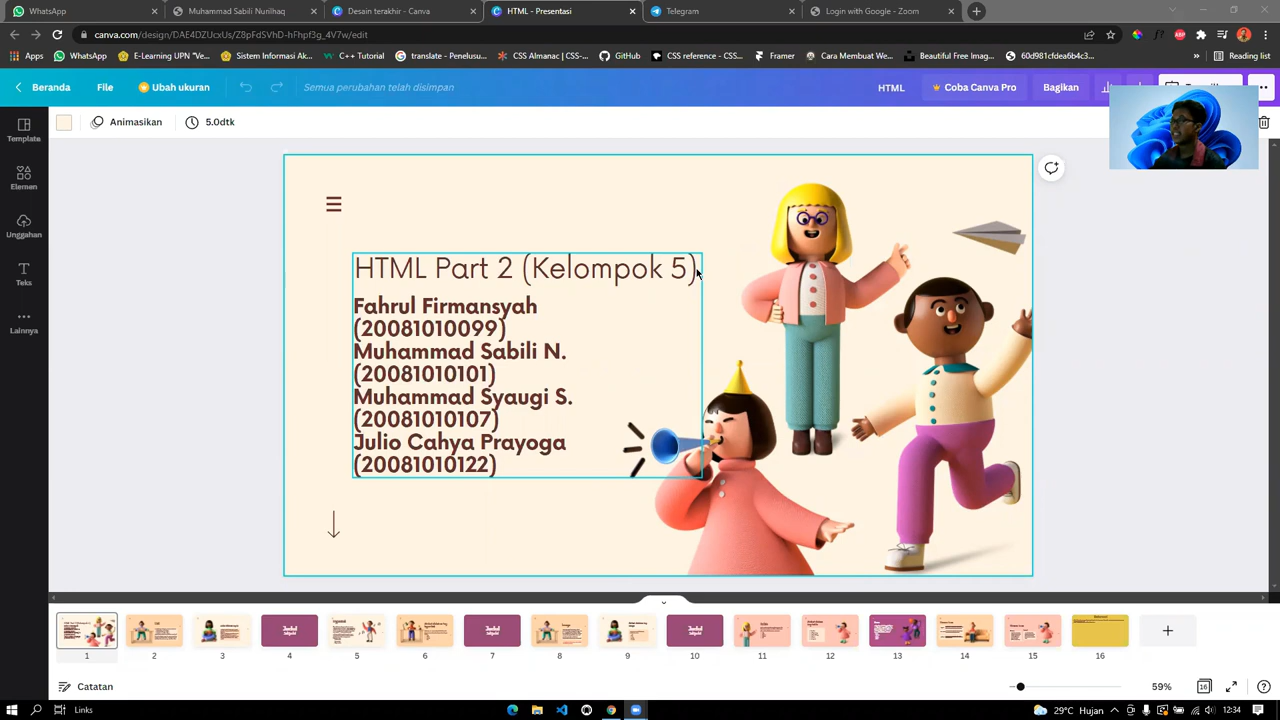 WhatsApp
Muhammad Sabili Nurilhaq
Desain terakhir - Canva
HTML - Presentasi
Telegram
Login with Google - Zoom
canva.com/design/DAE4DZUcxUs/Z8pFdSVhD-hFhpf3g_4V7w/edit
Apps
WhatsApp
E-Learning UPN "Ve...
Sistem Informasi Ak...
C++ Tutorial
translate - Penelusu...
CSS Almanac | CSS...
GitHub
CSS reference - CSS...
Framer
Cara Membuat We...
Beautiful Free Imag...
60d981cfdea6b4c3...
Reading list
Beranda
File
Ubah ukuran
Semua perubahan telah disimpan
HTML
Coba Canva Pro
Bagikan
Animasikan
5.0dtk
Template
Elemen
Unggahan
Teks
Lainnya
HTML Part 2 (Kelompok 5)
Fahrul Firmansyah
(20081010099)
Muhammad Sabili N.
(20081010101)
Muhammad Syaugi S.
(20081010107)
Julio Cahya Prayoga
(20081010122)
1
2
3
4
5
6
7
8
9
10
11
12
13
14
15
16
Catatan
59%
16
Links
29°C Hujan
12:34